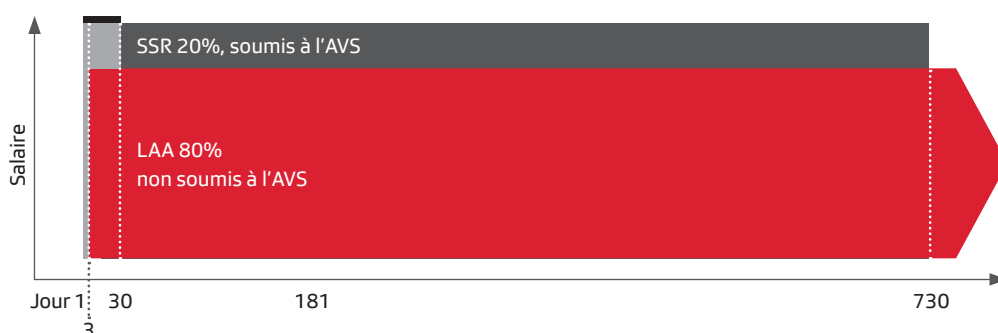 SSR 20%, soumis à l'AVS
LAA 80%
non soumis à l'AVS
Salaire
Jour 1 30 181 730
3